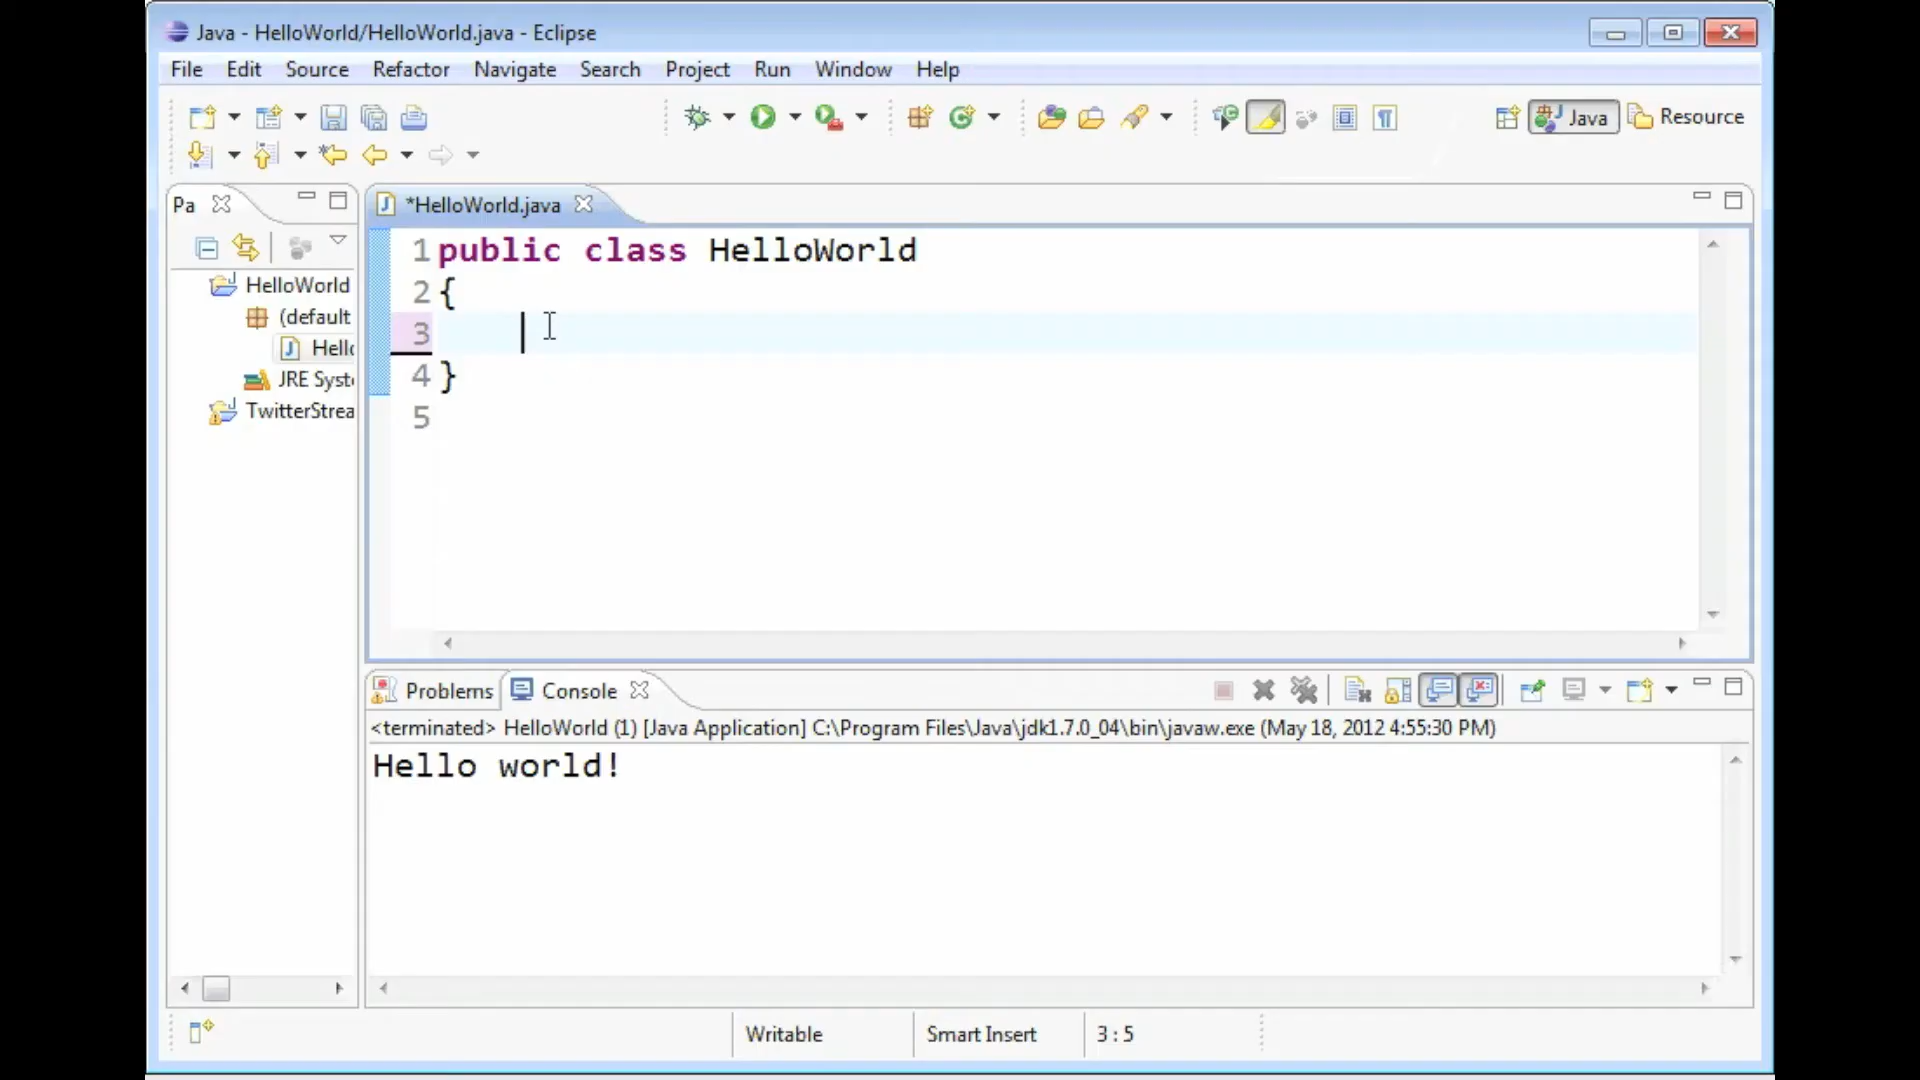 Java - HelloWorld/HelloWorld.java - Eclipse
File Edit Source Refactor Navigate Search Project Run Window Help
Java Resource
Pa
*HelloWorld.java
HelloWorld
(default
Hello
JRE Syst
TwitterStrea
1 public class HelloWorld
2 {
3
4 }
5
Problems Console
<terminated> HelloWorld (1) [Java Application] C:\Program Files\Java\jdk1.7.0_04\bin\javaw.exe (May 18, 2012 4:55:30 PM)
Hello world!
Writable Smart Insert 3 : 5